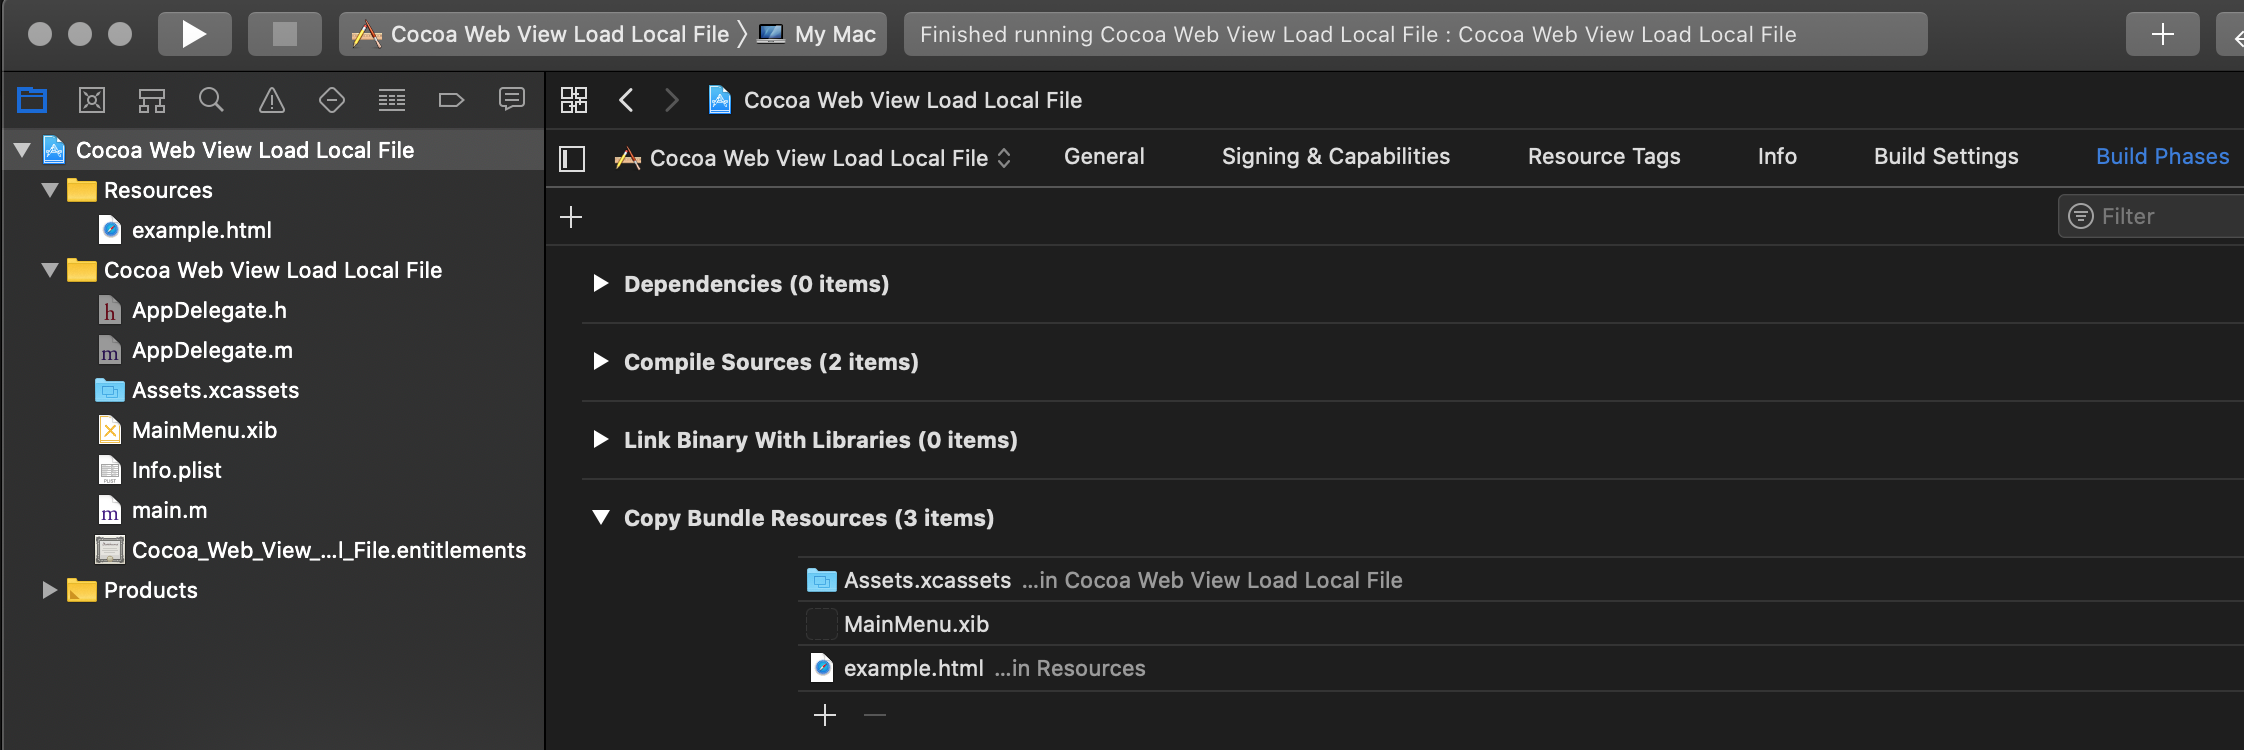 Cocoa Web View Load Local File
My Mac
Finished running Cocoa Web View Load Local File : Cocoa Web View Load Local File
Cocoa Web View Load Local File
Resources
example.html
Cocoa Web View Load Local File
h AppDelegate.h
m AppDelegate.m
Assets.xcassets
MainMenu.xib
Info.plist
m main.m
Cocoa_Web_View_...l_File.entitlements
Products
Cocoa Web View Load Local File
Cocoa Web View Load Local File
General
Signing & Capabilities
Resource Tags
Info
Build Settings
Build Phases
Filter
Dependencies (0 items)
Compile Sources (2 items)
Link Binary With Libraries (0 items)
Copy Bundle Resources (3 items)
Assets.xcassets ...in Cocoa Web View Load Local File
MainMenu.xib
example.html ...in Resources